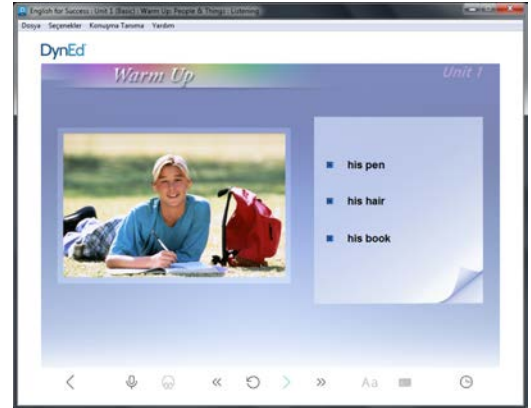 English for Success : Unit 1 (Basic) : Warm Up: People & Things : Listening
Dosya Seçenekler Konuşma Tanıma Yardım
DynEd
Warm Up
Unit 1
his pen
his hair
his book
Aa